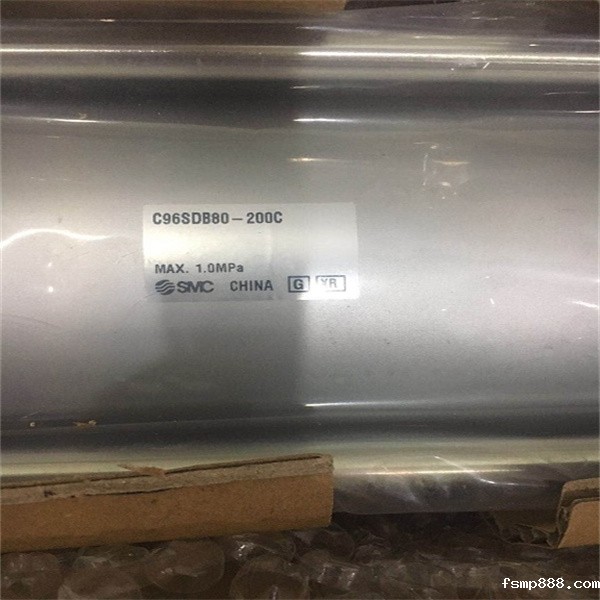 C96SDB80-200C
MAX. 1.0MPa
SMC CHINA G YR
fsmp888.com